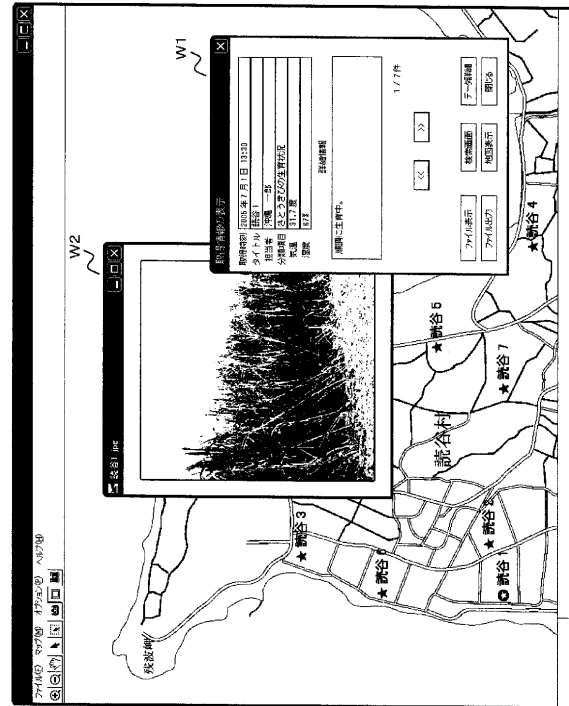 ファイル(F) マップ(M) オプション(P) ヘルプ(H)
残波岬
W2
読谷1.jpg
W1
取得情報の表示
取得時刻 2005年7月1日 13:30
タイトル 読谷1
担当者 沖縄 一郎
分類項目 さとうきびの生育状況
気温 31.7度
湿度
詳細情報
順調に生育中。
1 / 7件
<< >>
ファイル表示 検索画面 データ詳細
ファイル出力 地図表示 閉じる
★読谷3
★読谷4
★読谷5
★読谷6
★読谷7
読谷村
★読谷2
読谷1